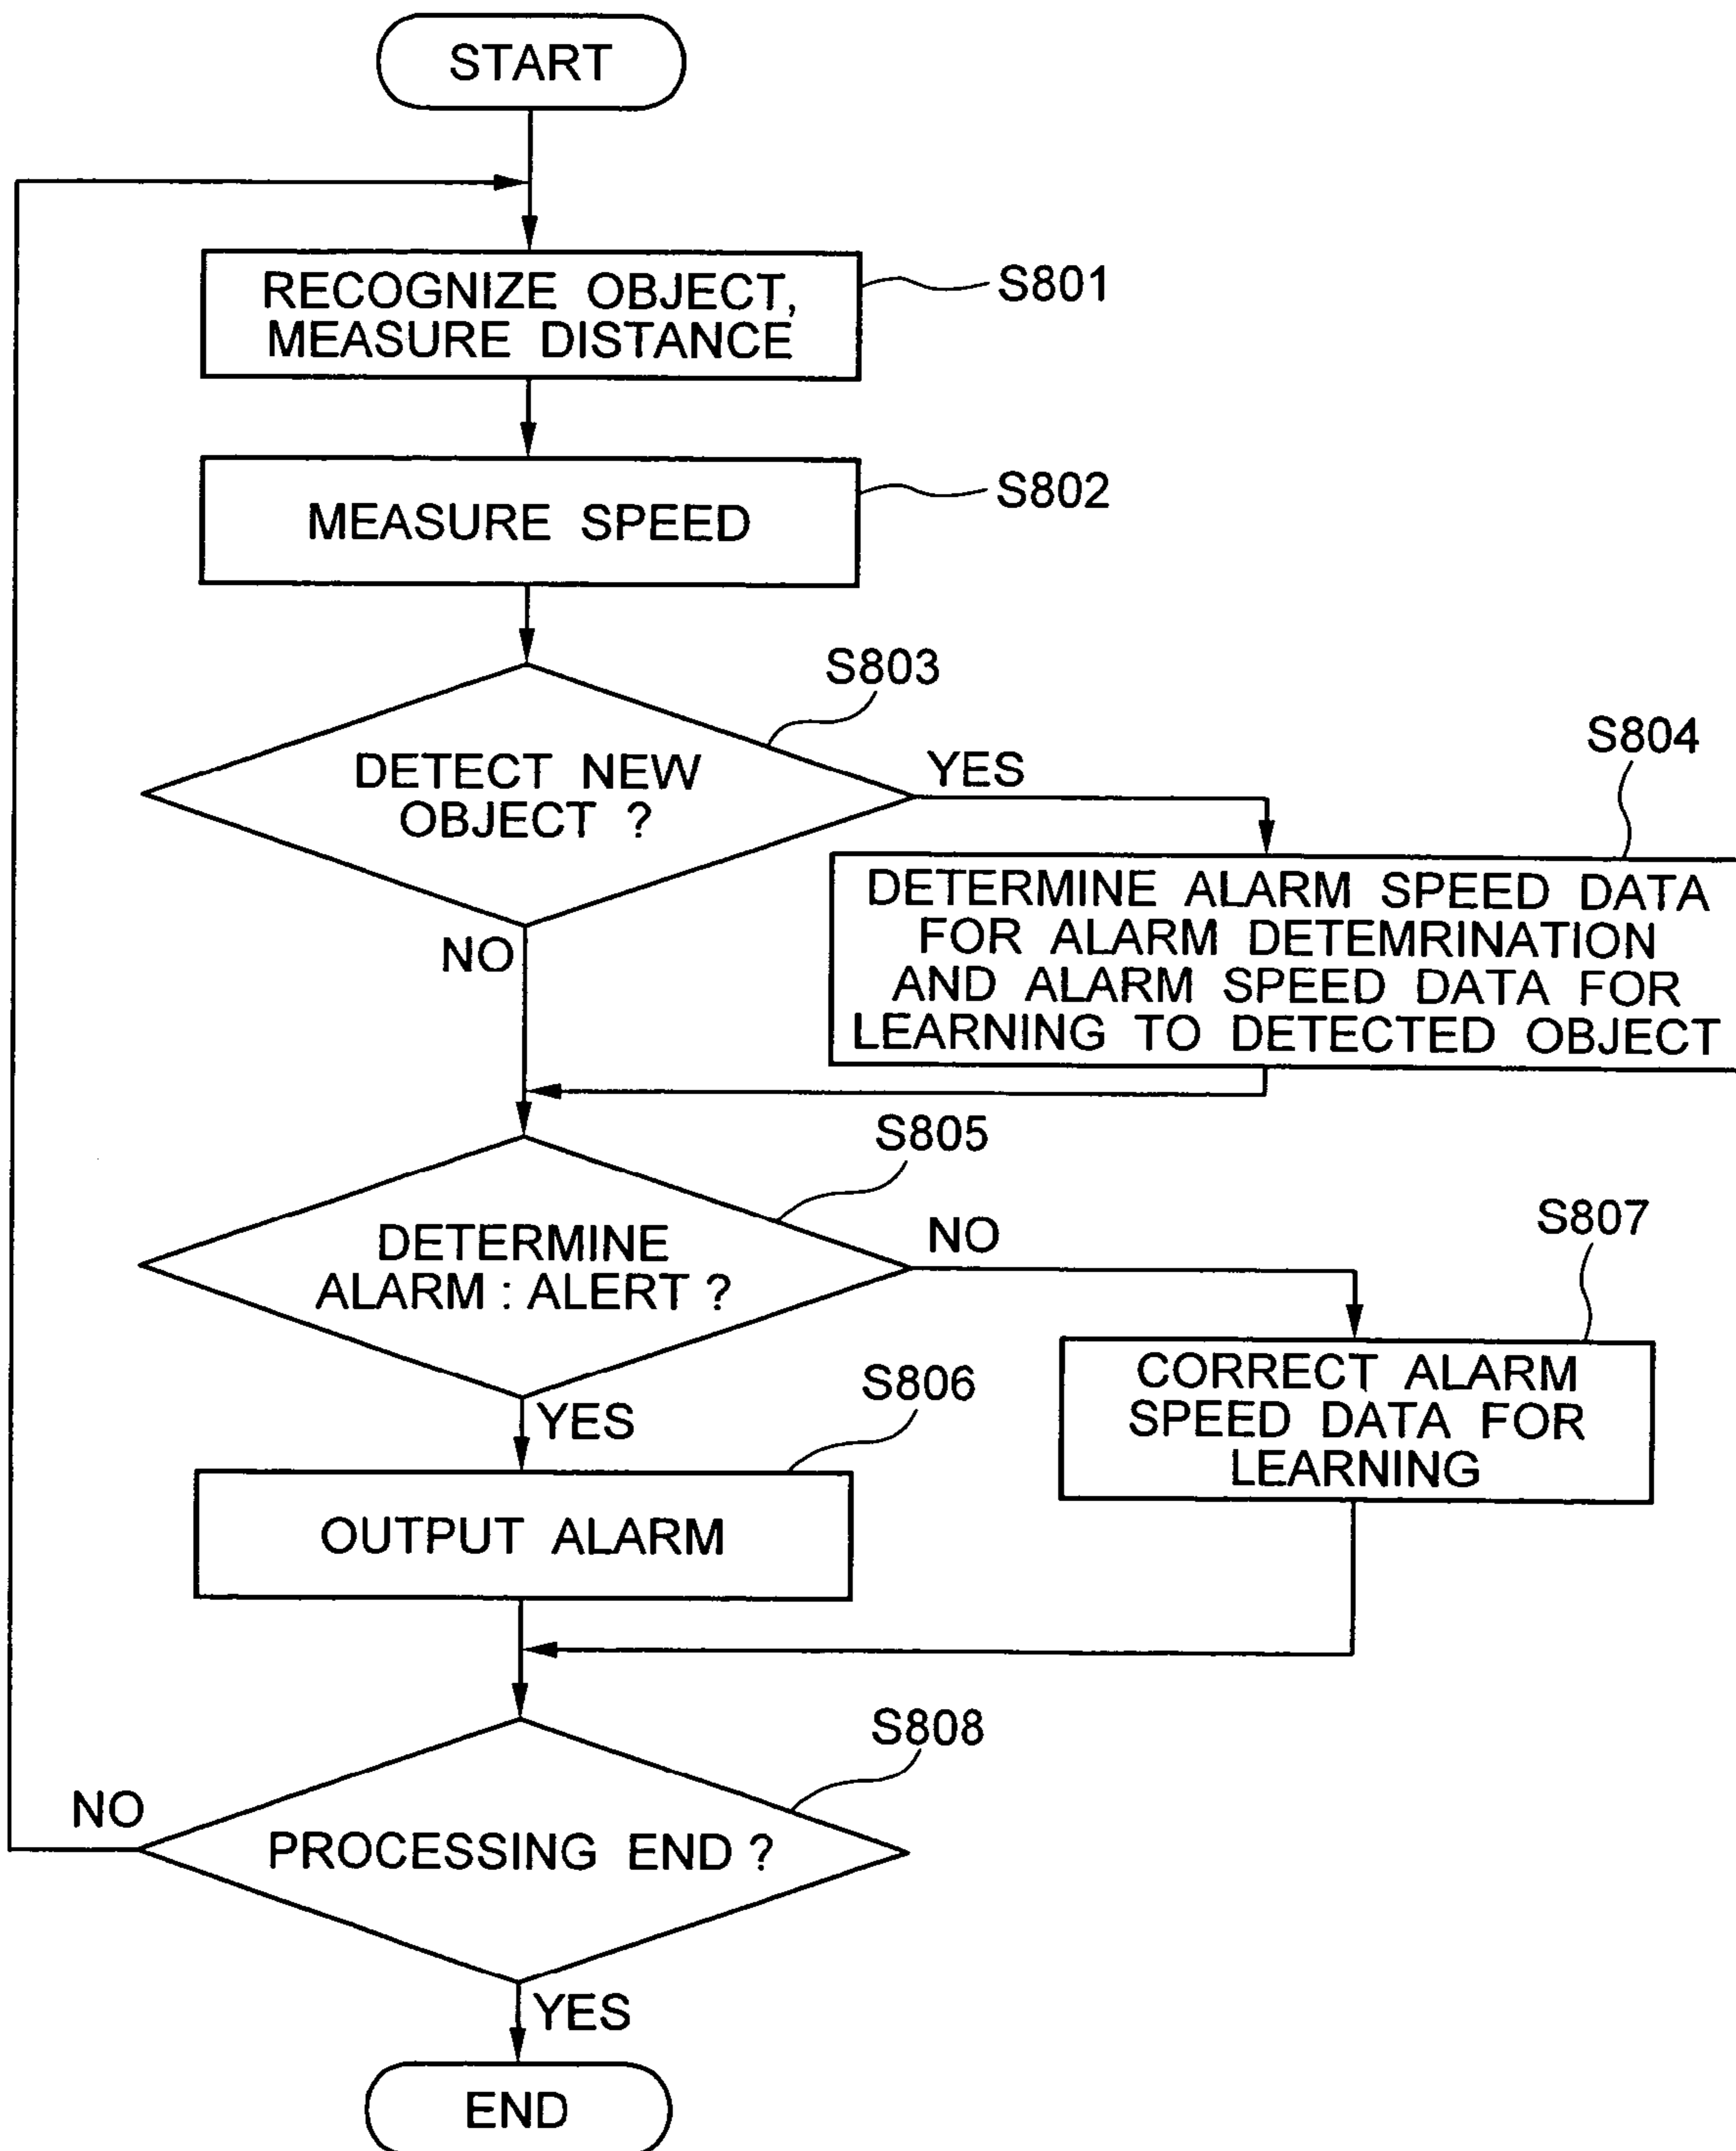 START
RECOGNIZE OBJECT,
MEASURE DISTANCE
S801
MEASURE SPEED
S802
S803
DETECT NEW
OBJECT ?
YES
NO
S804
DETERMINE ALARM SPEED DATA
FOR ALARM DETEMRINATION
AND ALARM SPEED DATA FOR
LEARNING TO DETECTED OBJECT
S805
DETERMINE
ALARM : ALERT ?
NO
YES
S807
CORRECT ALARM
SPEED DATA FOR
LEARNING
S806
OUTPUT ALARM
S808
PROCESSING END ?
NO
YES
END